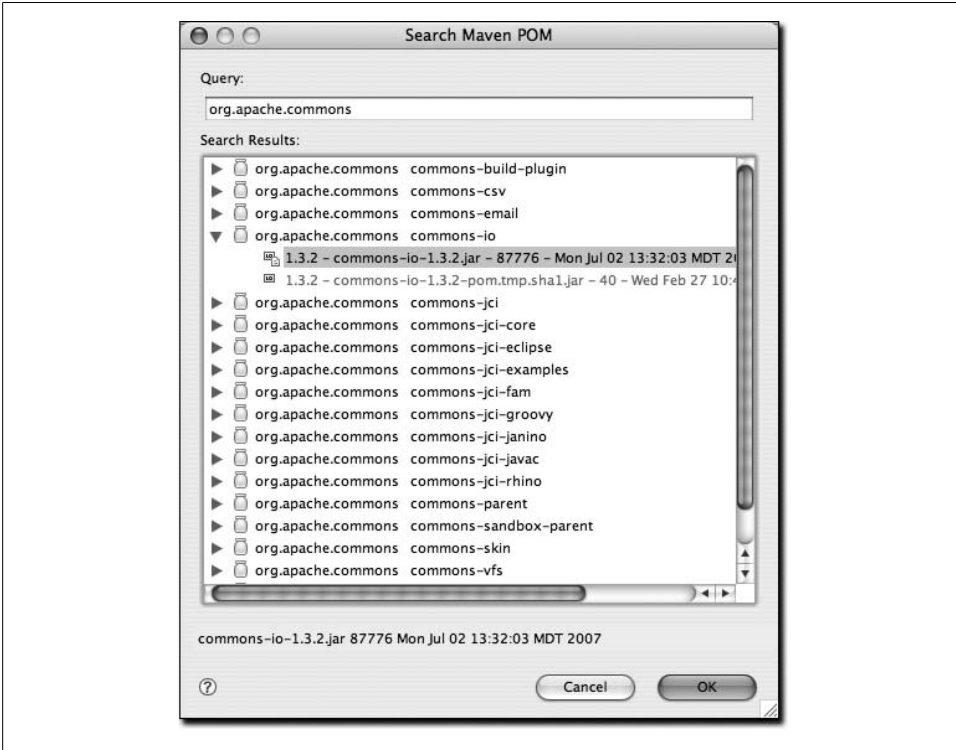 Search Maven POM
Query:
org.apache.commons
Search Results:
org.apache.commons commons-build-plugin
org.apache.commons commons-csv
org.apache.commons commons-email
org.apache.commons commons-io
1.3.2 – commons-io-1.3.2.jar – 87776 – Mon Jul 02 13:32:03 MDT 2
1.3.2 – commons-io-1.3.2-pom.tmp.sha1.jar – 40 – Wed Feb 27 10:
org.apache.commons commons-jci
org.apache.commons commons-jci-core
org.apache.commons commons-jci-eclipse
org.apache.commons commons-jci-examples
org.apache.commons commons-jci-fam
org.apache.commons commons-jci-groovy
org.apache.commons commons-jci-janino
org.apache.commons commons-jci-javac
org.apache.commons commons-jci-rhino
org.apache.commons commons-parent
org.apache.commons commons-sandbox-parent
org.apache.commons commons-skin
org.apache.commons commons-vfs
commons-io-1.3.2.jar 87776 Mon Jul 02 13:32:03 MDT 2007
?
Cancel
OK